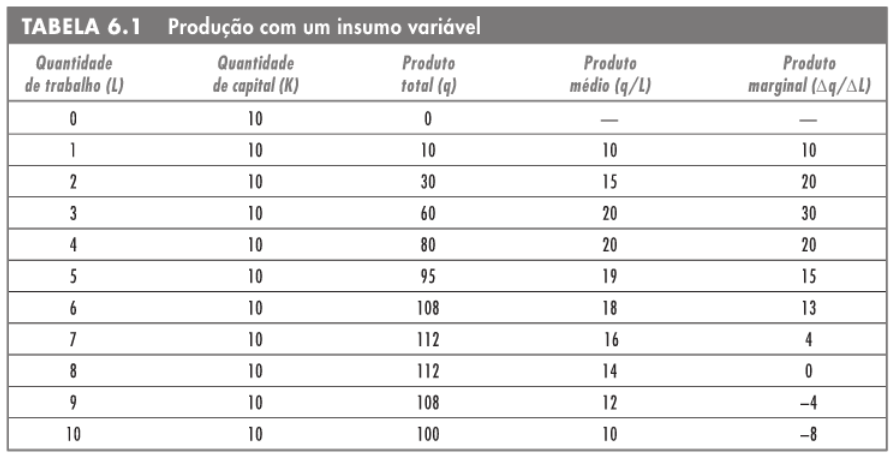 TABELA 6.1 Produção com um insumo variável
Quantidade de trabalho (L) Quantidade de capital (K) Produto total (q) Produto médio (q/L) Produto marginal (Δq/ΔL)
0 10 0 — —
1 10 10 10 10
2 10 30 15 20
3 10 60 20 30
4 10 80 20 20
5 10 95 19 15
6 10 108 18 13
7 10 112 16 4
8 10 112 14 0
9 10 108 12 –4
10 10 100 10 –8